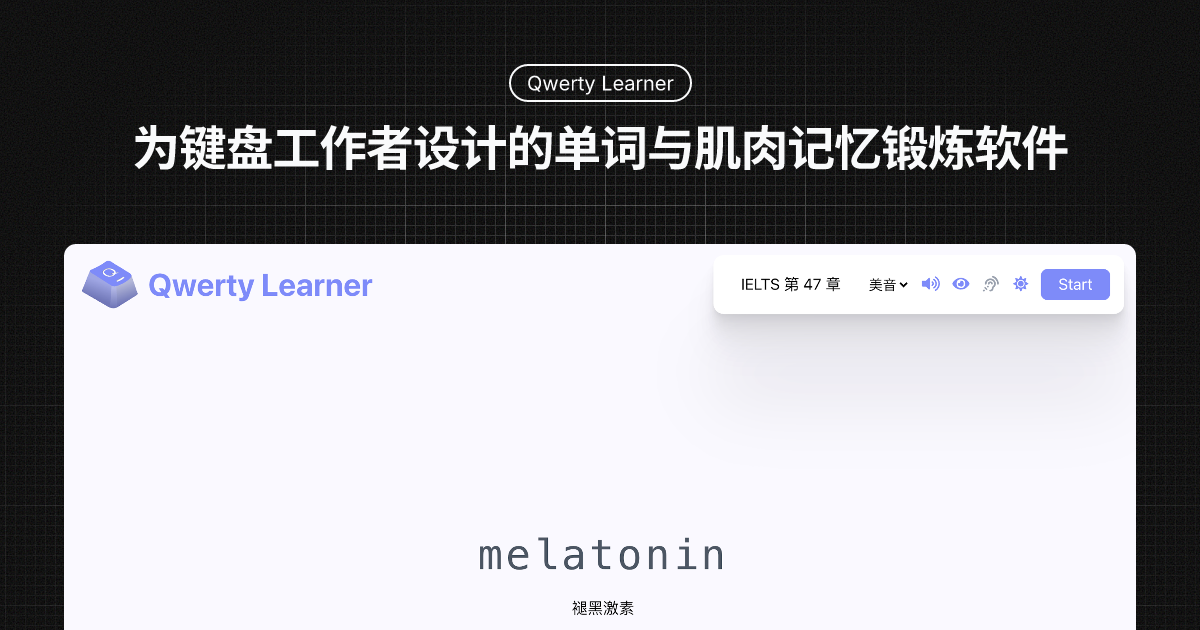 Qwerty Learner
为键盘工作者设计的单词与肌肉记忆锻炼软件
Qwerty Learner
IELTS 第 47 章 美音 Start
melatonin
褪黑激素